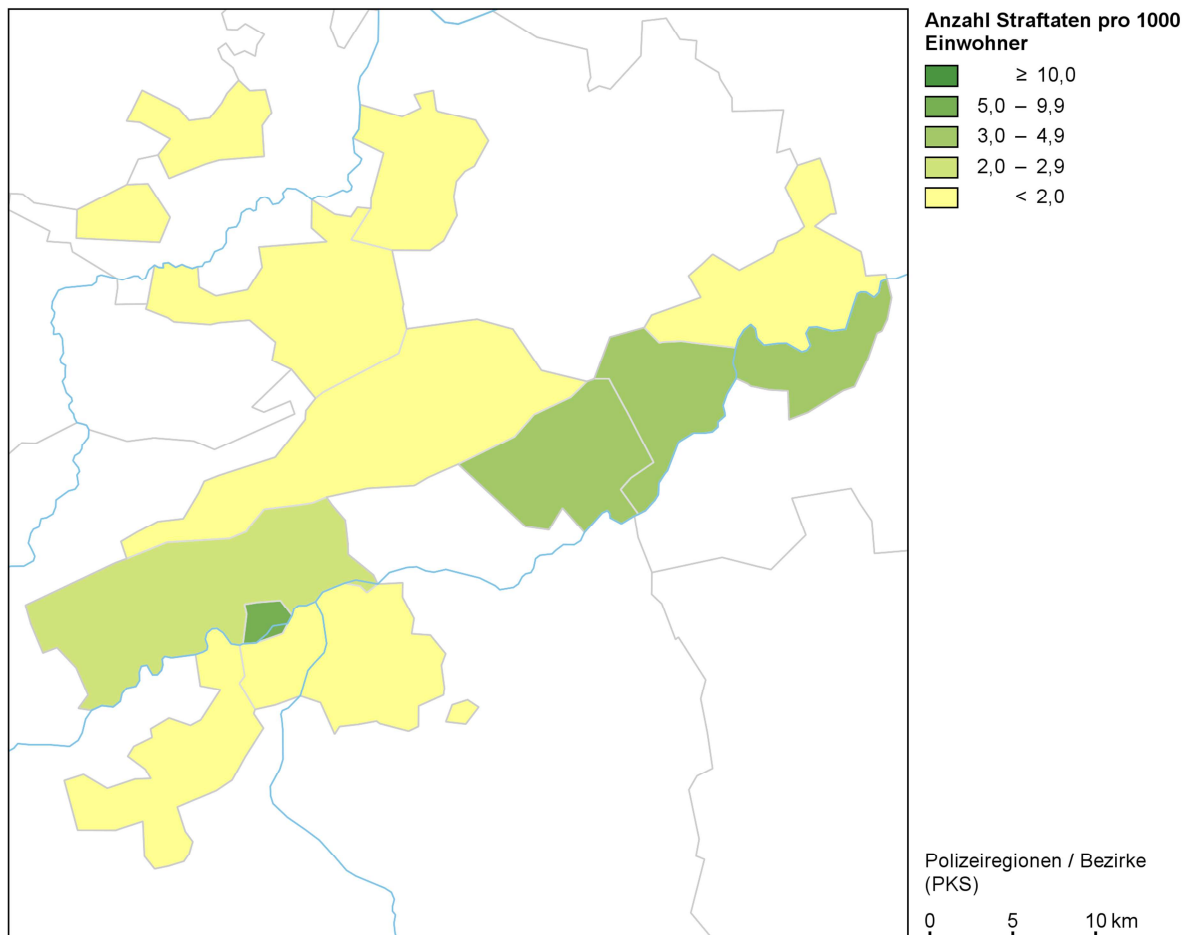 Anzahl Straftaten pro 1000
Einwohner
≥ 10,0
5,0 – 9,9
3,0 – 4,9
2,0 – 2,9
< 2,0
Polizeiregionen / Bezirke
(PKS)
0 5 10 km